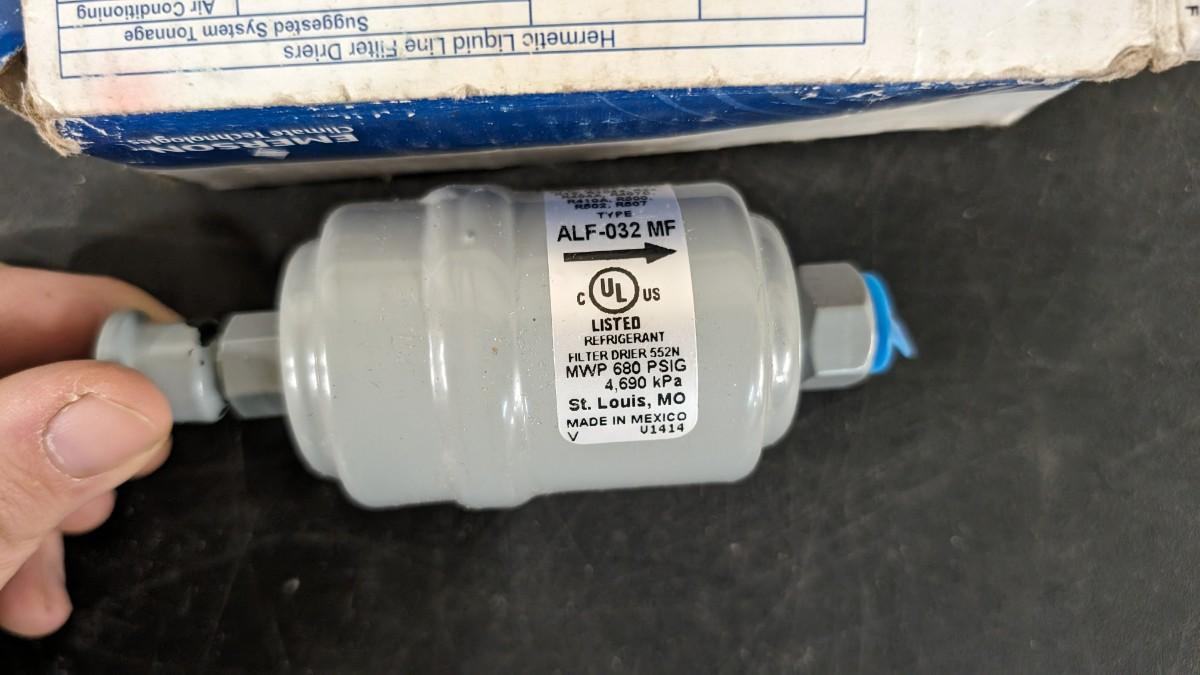 Hermetic Liquid Line Filter Driers
Suggested System Tonnage
Air Conditioning
EMERSON
Climate Technologies
R410A, R500,
R502, R507
TYPE
ALF-032 MF
C UL US
LISTED
REFRIGERANT
FILTER DRIER 552N
MWP 680 PSIG
4,690 kPa
St. Louis, MO
MADE IN MEXICO
V U1414
F